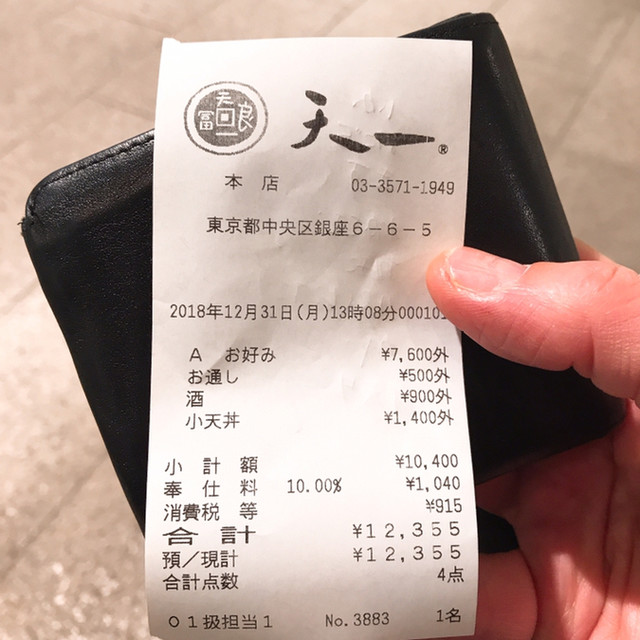 天一®
本店 03-3571-1949
東京都中央区銀座6-6-5
2018年12月31日(月)13時08分000101
A お好み ¥7,600外
お通し ¥500外
酒 ¥900外
小天丼 ¥1,400外
小計額 ¥10,400
奉仕料 10.00% ¥1,040
消費税等 ¥915
合計 ¥12,355
預/現計 ¥12,355
合計点数 4点
01扱担当1 No.3883 1名